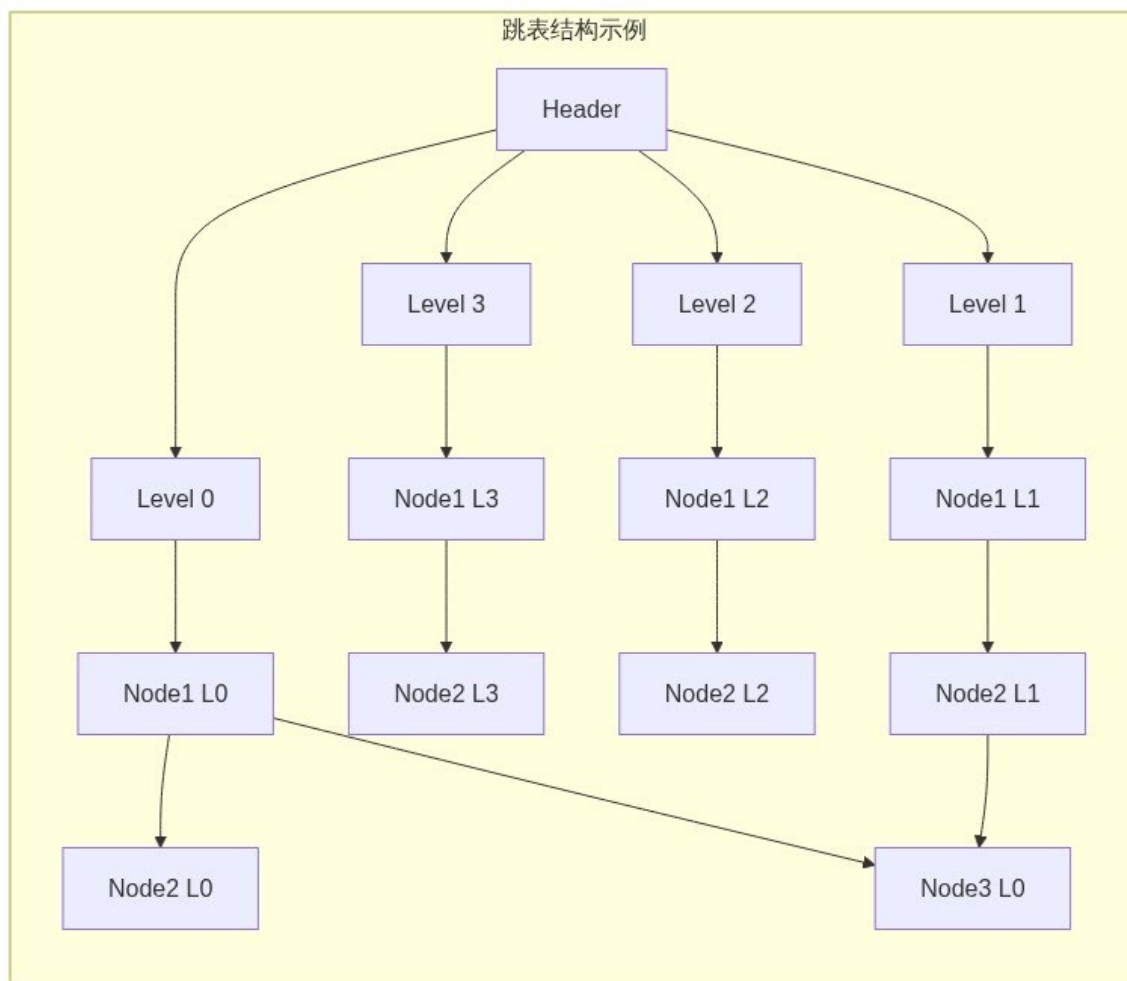 跳表结构示例
Header
Level 3
Level 2
Level 1
Level 0
Node1 L3
Node1 L2
Node1 L1
Node1 L0
Node2 L3
Node2 L2
Node2 L1
Node2 L0
Node3 L0